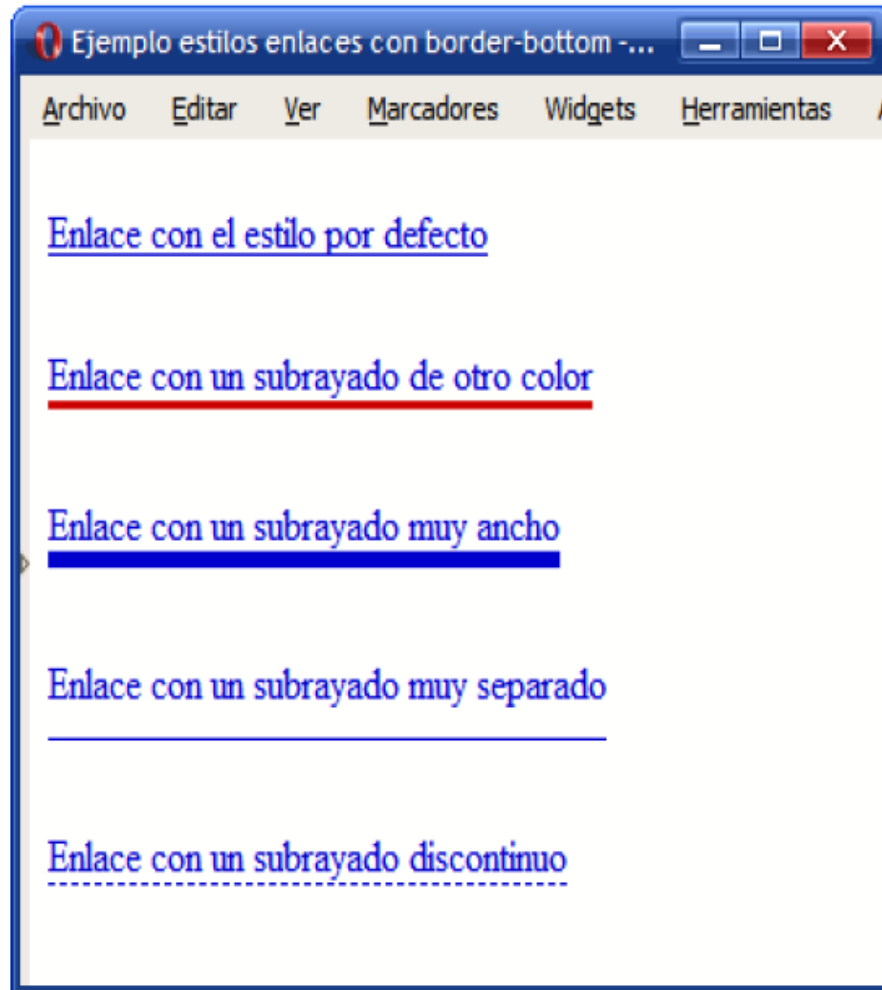 Ejemplo estilos enlaces con border-bottom -...
Archivo Editar Ver Marcadores Widgets Herramientas
Enlace con el estilo por defecto
Enlace con un subrayado de otro color
Enlace con un subrayado muy ancho
Enlace con un subrayado muy separado
Enlace con un subrayado discontinuo